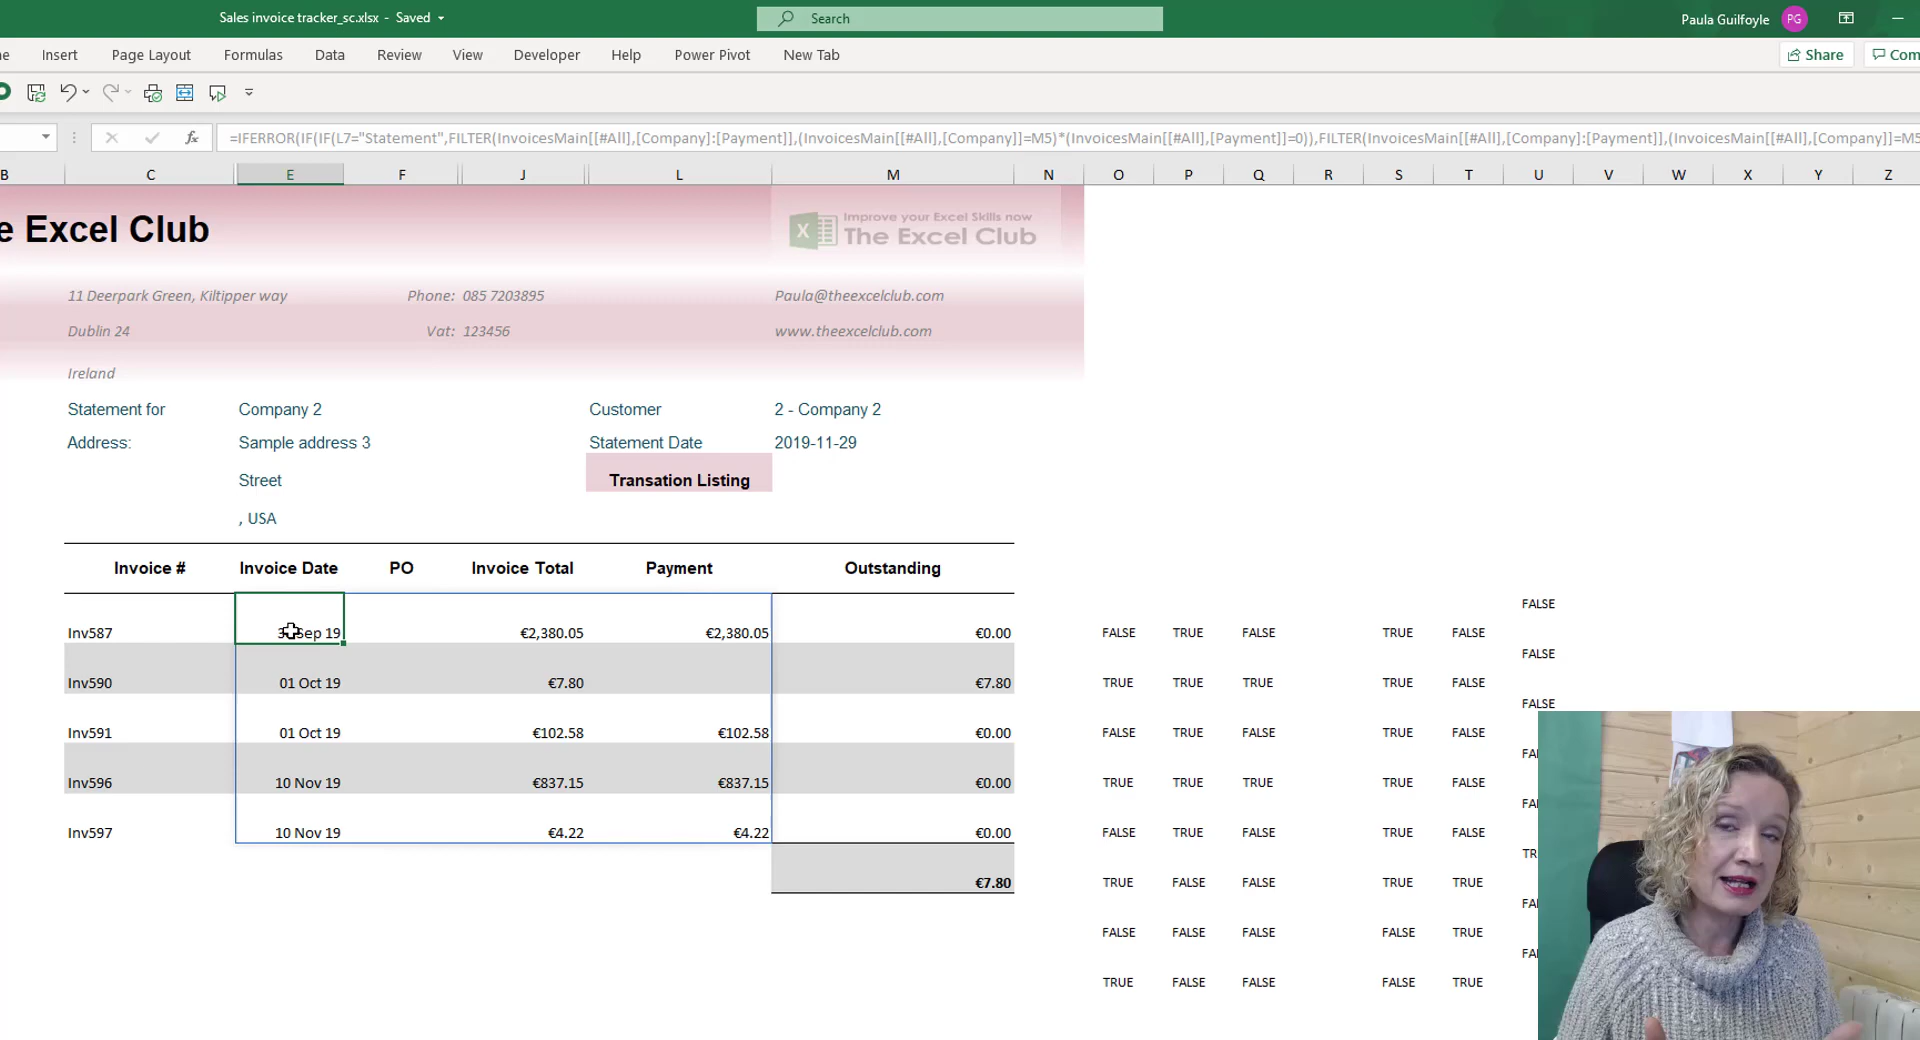 Sales invoice tracker_sc.xlsx - Saved
Search
Paula Guilfoyle PG
Insert Page Layout Formulas Data Review View Developer Help Power Pivot New Tab Share Com
fx =IFERROR(IF(IF(L7="Statement",FILTER(InvoicesMain[[#All],[Company]:[Payment]],(InvoicesMain[[#All],[Company]]=M5)*(InvoicesMain[[#All],[Payment]]=0)),FILTER(InvoicesMain[[#All],[Company]:[Payment]],(InvoicesMain[[#All],[Company]]=M5
B C E F J L M N O P Q R S T U V W X Y Z
e Excel Club
Improve your Excel Skills now
X The Excel Club
11 Deerpark Green, Kiltipper way Phone: 085 7203895 Paula@theexcelclub.com
Dublin 24 Vat: 123456 www.theexcelclub.com
Ireland
Statement for Company 2 Customer 2 - Company 2
Address: Sample address 3 Statement Date 2019-11-29
Street Transation Listing
, USA
Invoice # Invoice Date PO Invoice Total Payment Outstanding
FALSE
Inv587 Sep 19 €2,380.05 €2,380.05 €0.00 FALSE TRUE FALSE TRUE FALSE
FALSE
Inv590 01 Oct 19 €7.80 €7.80 TRUE TRUE TRUE TRUE FALSE
FALSE
Inv591 01 Oct 19 €102.58 €102.58 €0.00 FALSE TRUE FALSE TRUE FALSE
FA
Inv596 10 Nov 19 €837.15 €837.15 €0.00 TRUE TRUE TRUE TRUE FALSE
FA
Inv597 10 Nov 19 €4.22 €4.22 €0.00 FALSE TRUE FALSE TRUE FALSE
TR
€7.80 TRUE FALSE FALSE TRUE TRUE
FA
FALSE FALSE FALSE FALSE TRUE
FA
TRUE FALSE FALSE FALSE TRUE